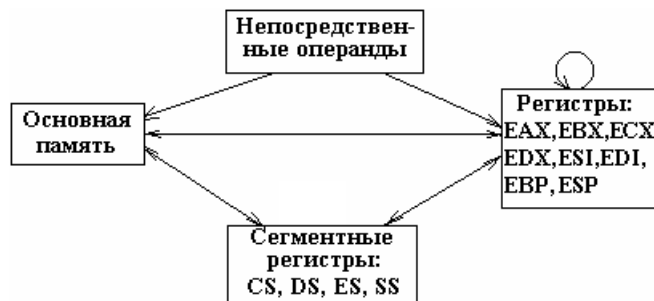 Непосредствен-
ные операнды
Основная
память
Регистры:
EAX,EBX,ECX
EDX,ESI,EDI,
EBP,ESP
Сегментные
регистры:
CS, DS, ES, SS